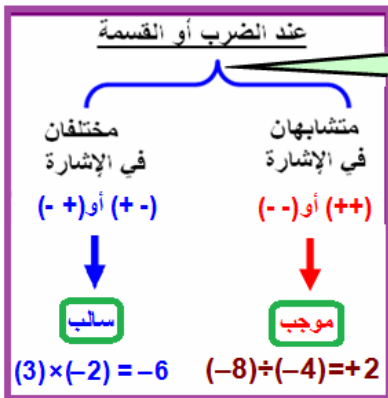 عند الضرب أو القسمة
متشابهان
في الإشارة
(++) أو (- -)
موجب
(–8)÷(–4)=+2
مختلفان
في الإشارة
(+ -) أو (- +)
سالب
(3)×(–2) = –6